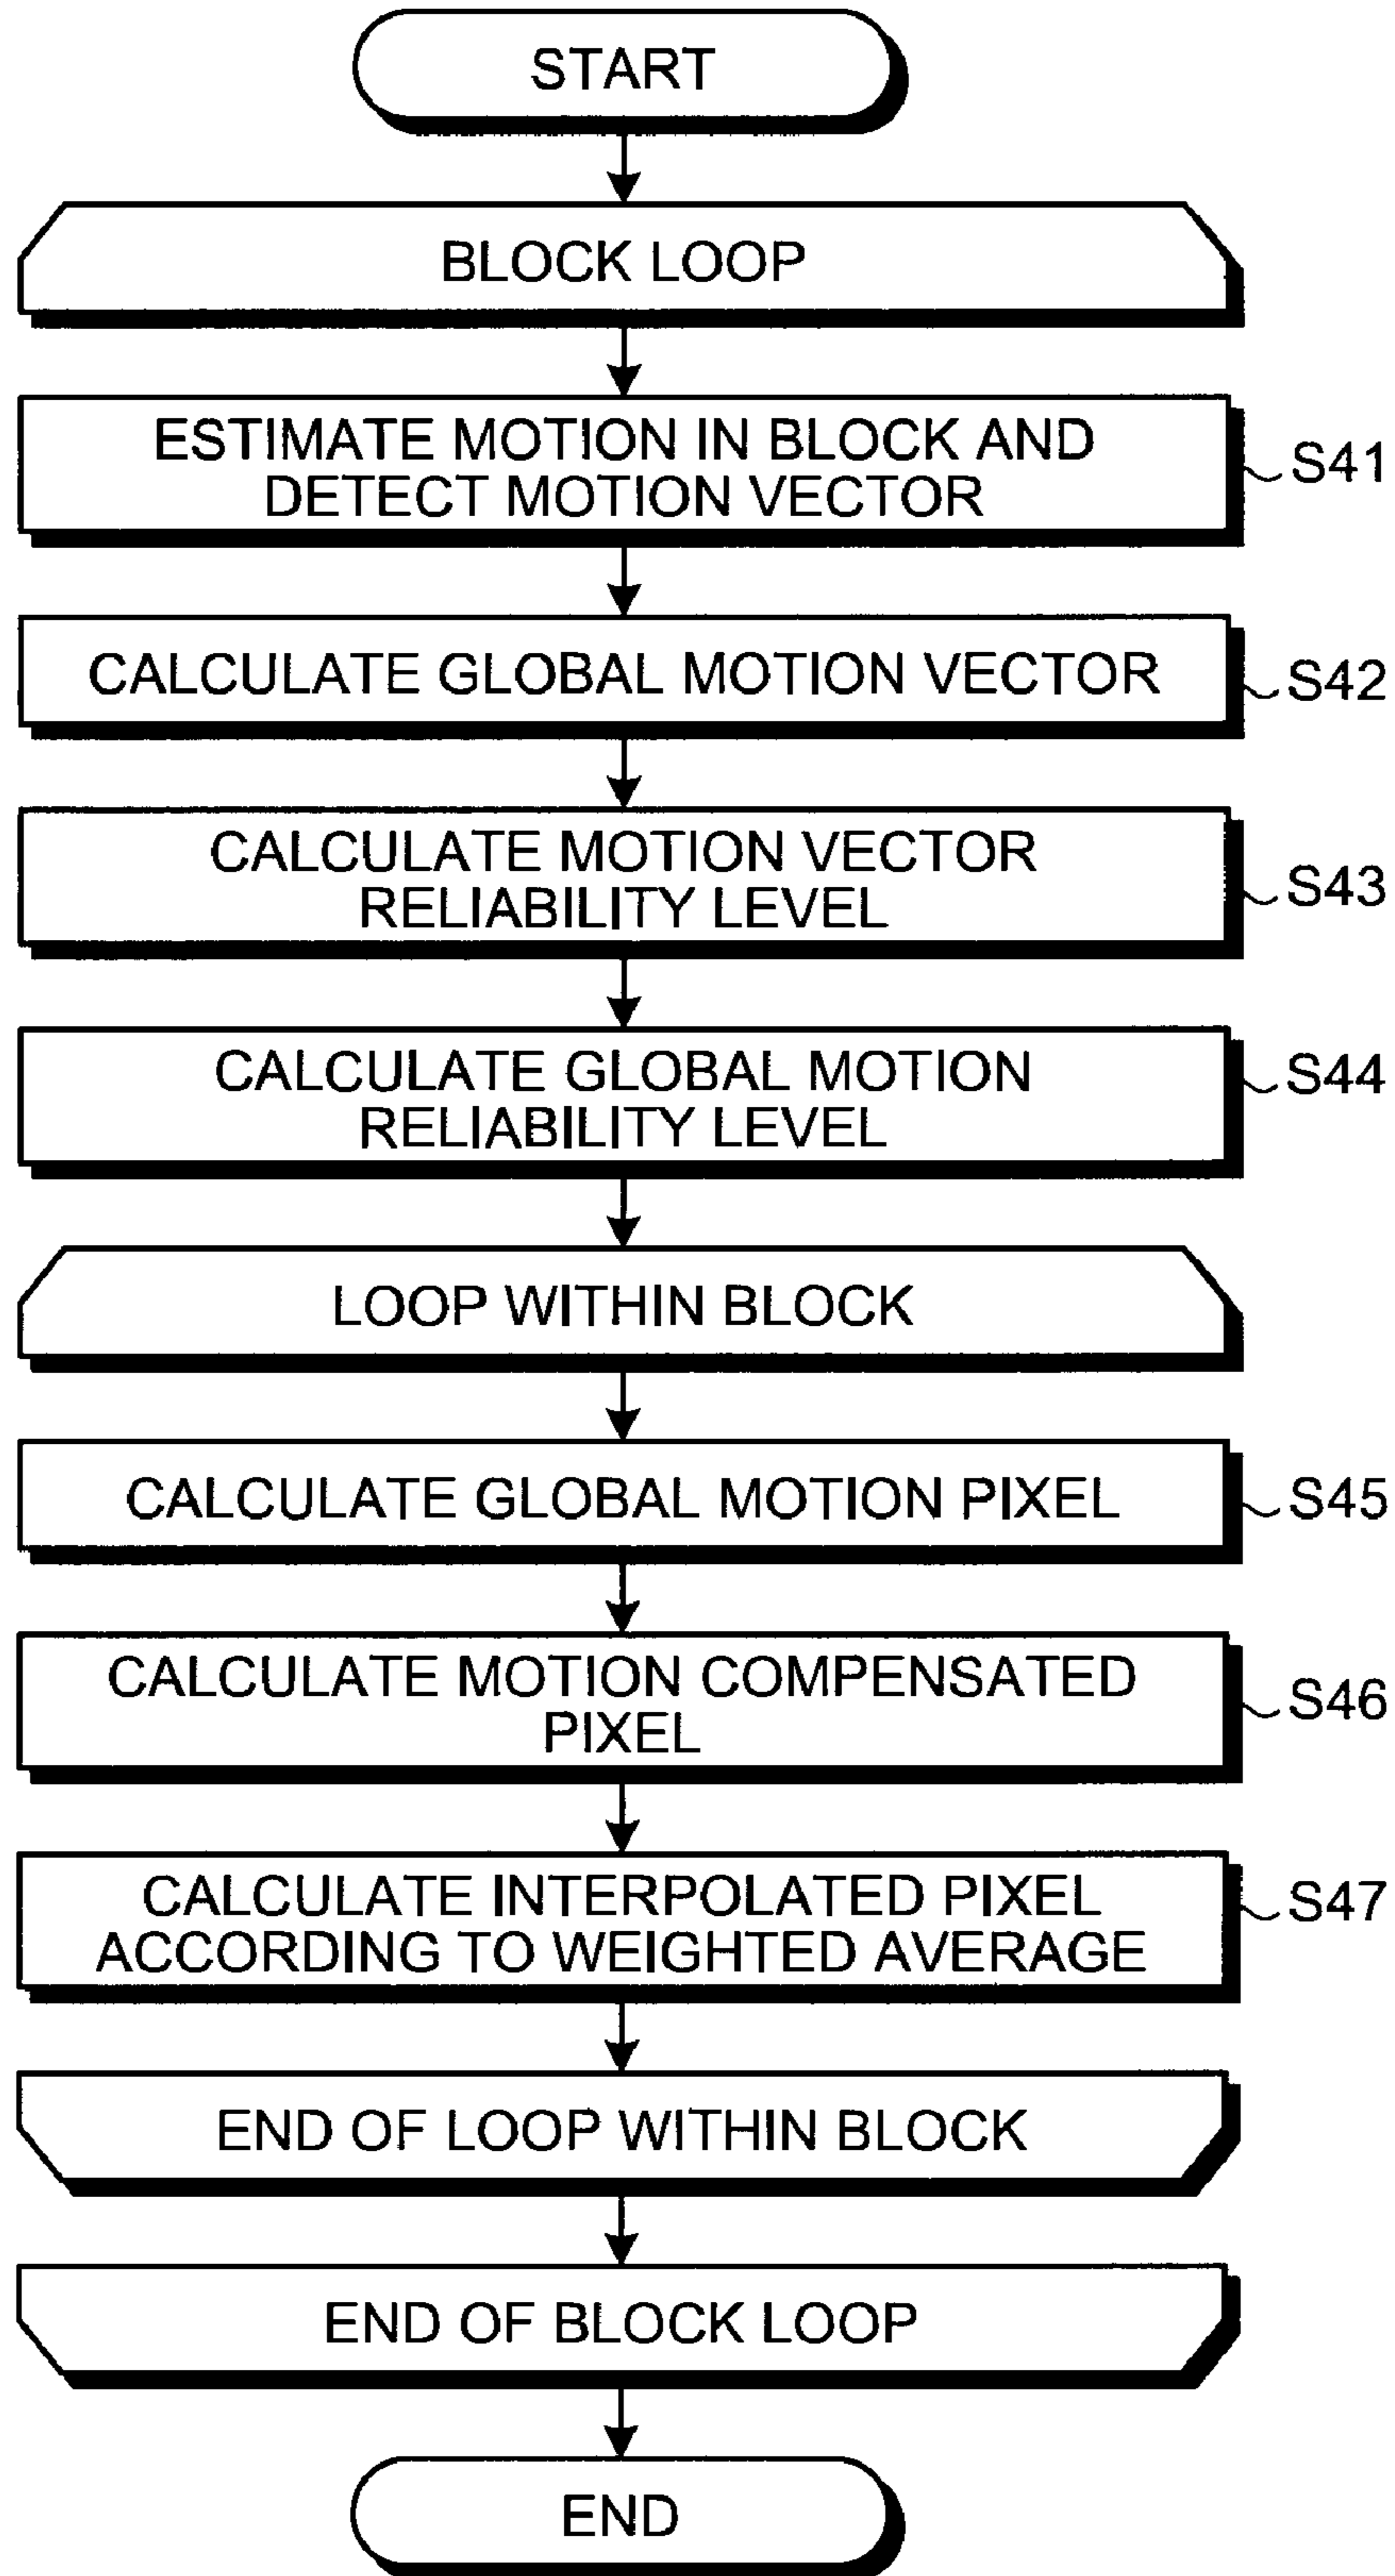 START
BLOCK LOOP
ESTIMATE MOTION IN BLOCK AND
DETECT MOTION VECTOR
S41
CALCULATE GLOBAL MOTION VECTOR
S42
CALCULATE MOTION VECTOR
RELIABILITY LEVEL
S43
CALCULATE GLOBAL MOTION
RELIABILITY LEVEL
S44
LOOP WITHIN BLOCK
CALCULATE GLOBAL MOTION PIXEL
S45
CALCULATE MOTION COMPENSATED
PIXEL
S46
CALCULATE INTERPOLATED PIXEL
ACCORDING TO WEIGHTED AVERAGE
S47
END OF LOOP WITHIN BLOCK
END OF BLOCK LOOP
END